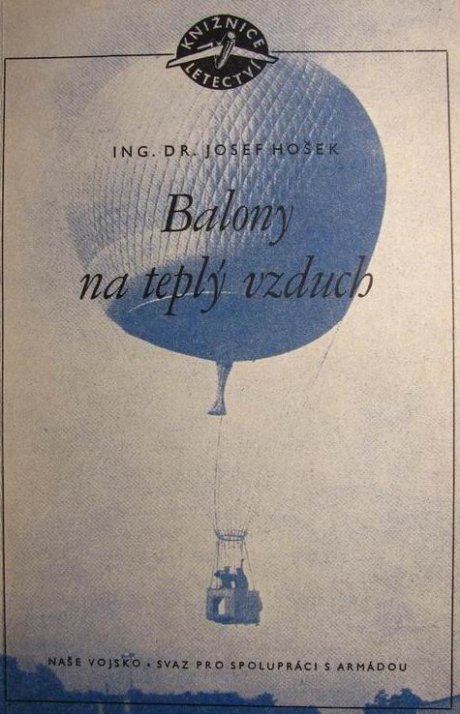 KNIŽNICE
LETECTVÍ
ING. DR. JOSEF HOŠEK
Balony
na teplý vzduch
NAŠE VOJSKO • SVAZ PRO SPOLUPRÁCI S ARMÁDOU